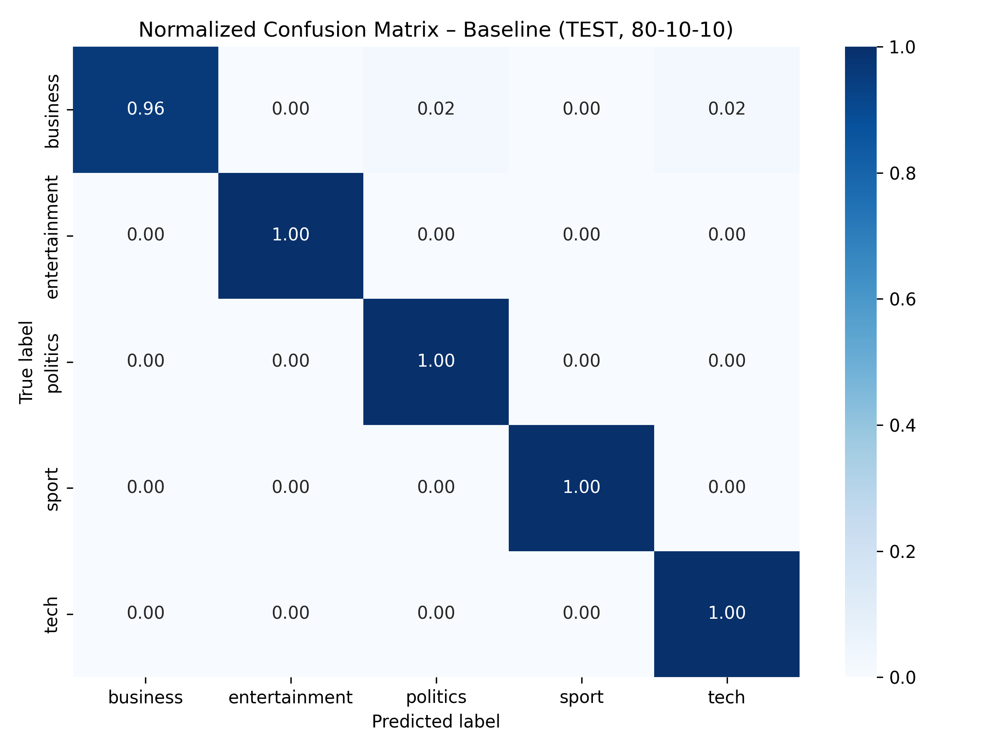 Normalized Confusion Matrix – Baseline (TEST, 80-10-10)
True label
business
0.96 0.00 0.02 0.00 0.02
entertainment
0.00 1.00 0.00 0.00 0.00
politics
0.00 0.00 1.00 0.00 0.00
sport
0.00 0.00 0.00 1.00 0.00
tech
0.00 0.00 0.00 0.00 1.00
business entertainment politics sport tech
Predicted label
1.0
0.8
0.6
0.4
0.2
0.0